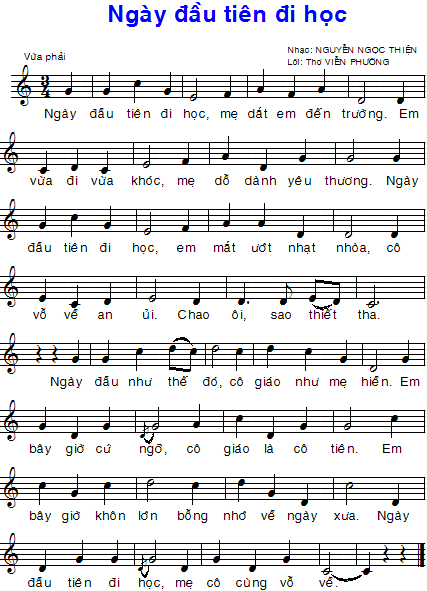 Ngày đầu tiên đi học
Vừa phải
Nhạc: NGUYỄN NGỌC THIỆN
Lời: Thơ VIỄN PHƯƠNG
3
4
Ngày đầu tiên đi học, mẹ dắt em đến trường. Em
vừa đi vừa khóc, mẹ dỗ dành yêu thương. Ngày
đầu tiên đi học, em mắt ướt nhạt nhòa, cô
vỗ về an ủi. Chao ôi, sao thiết tha.
Ngày đầu như thế đó, cô giáo như mẹ hiền. Em
bây giờ cứ ngỡ, cô giáo là cô tiên. Em
bây giờ khôn lớn bỗng nhớ về ngày xưa. Ngày
đầu tiên đi học, mẹ cô cùng vỗ về.